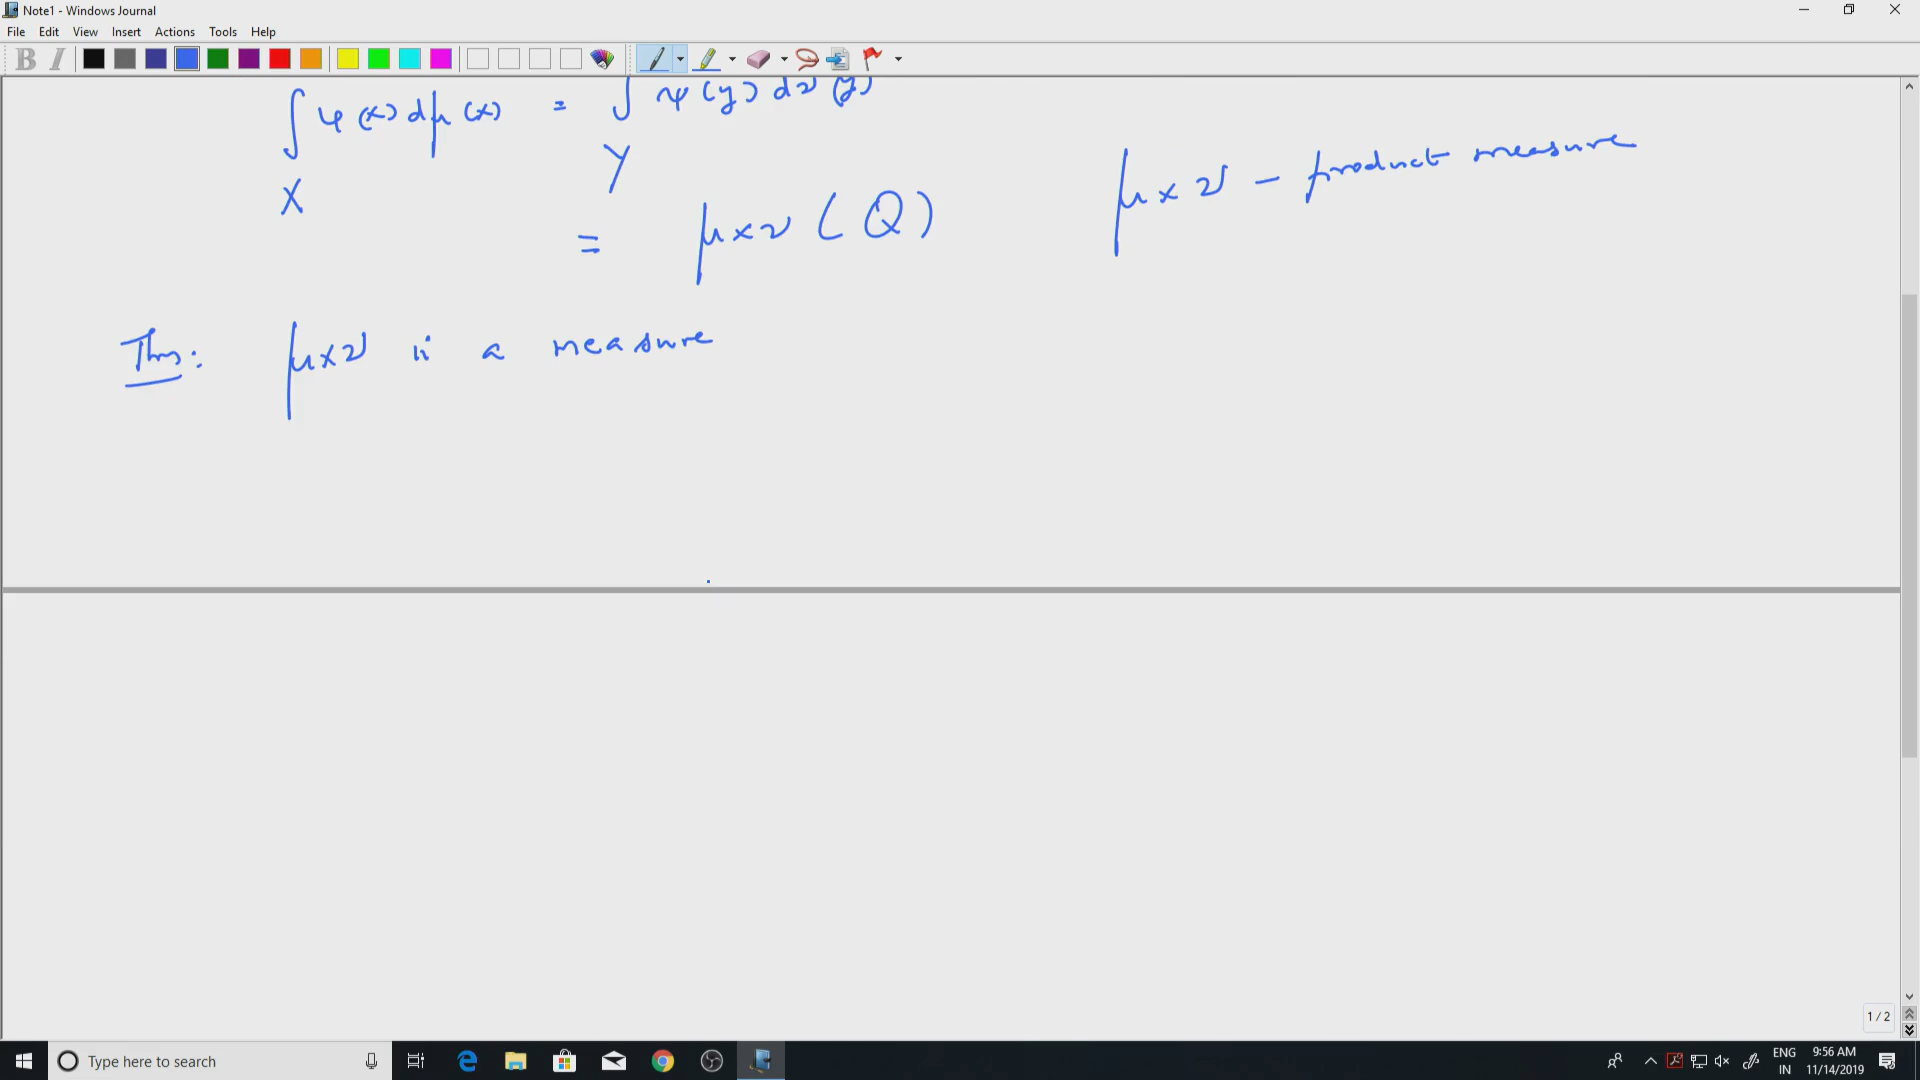 Note1 - Windows Journal
File Edit View Insert Actions Tools Help
B I
∫ φ(x) dμ(x) = ∫ ψ(y) dν(y)
X Y
= μ×ν (Q)
μ×ν – product measure
Thm: μ×ν is a measure
1 / 2
Type here to search
ENG
IN
9:56 AM
11/14/2019